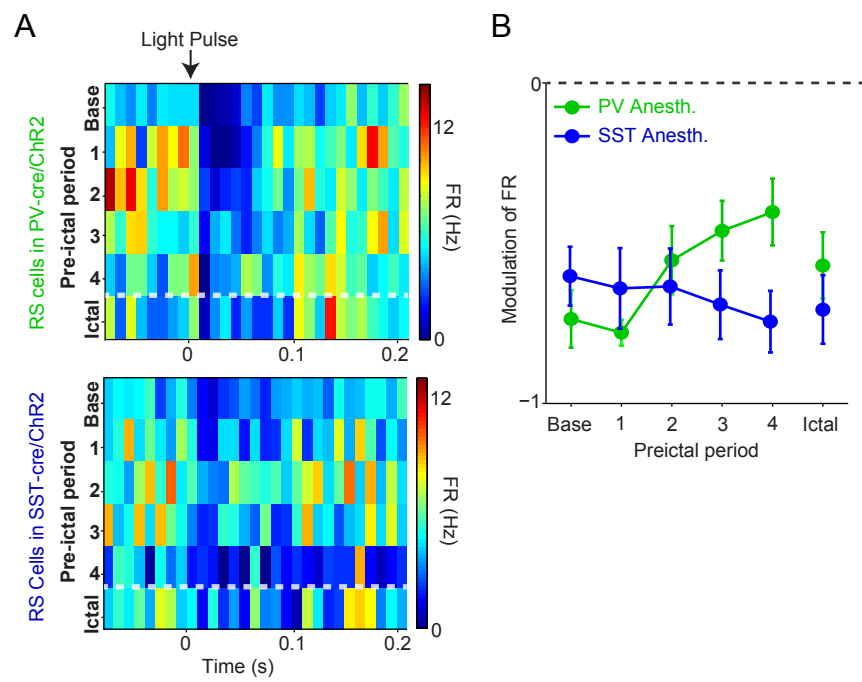 A
Light Pulse
RS cells in PV-cre/ChR2
Pre-ictal period
Base
1
2
3
4
Ictal
0
0.1
0.2
12
0
FR (Hz)
RS Cells in SST-cre/ChR2
Pre-ictal period
Base
1
2
3
4
Ictal
0
0.1
0.2
Time (s)
12
0
FR (Hz)
B
0
PV Anesth.
SST Anesth.
Modulation of FR
−1
Base 1 2 3 4 Ictal
Preictal period